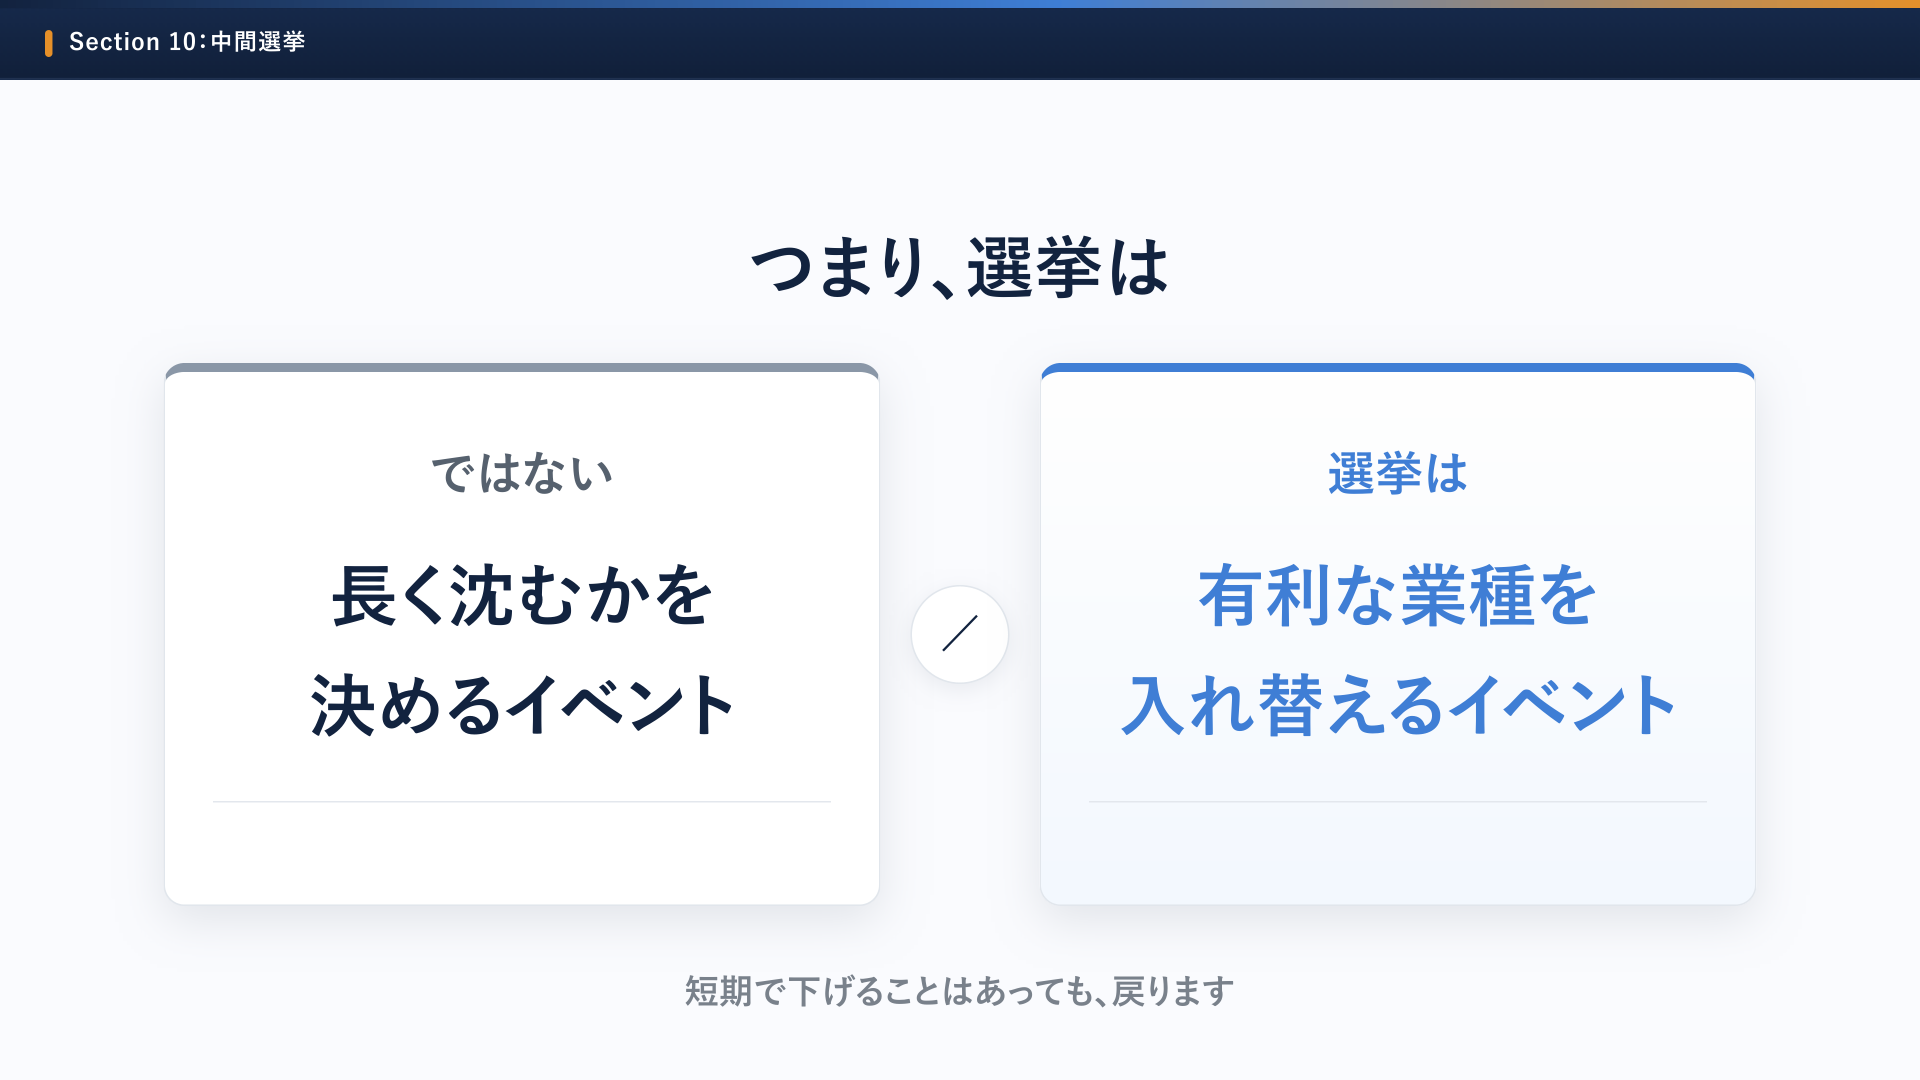 Section 10：中間選挙
つまり、選挙は
ではない
長く沈むかを
決めるイベント
／
選挙は
有利な業種を
入れ替えるイベント
短期で下げることはあっても、戻ります